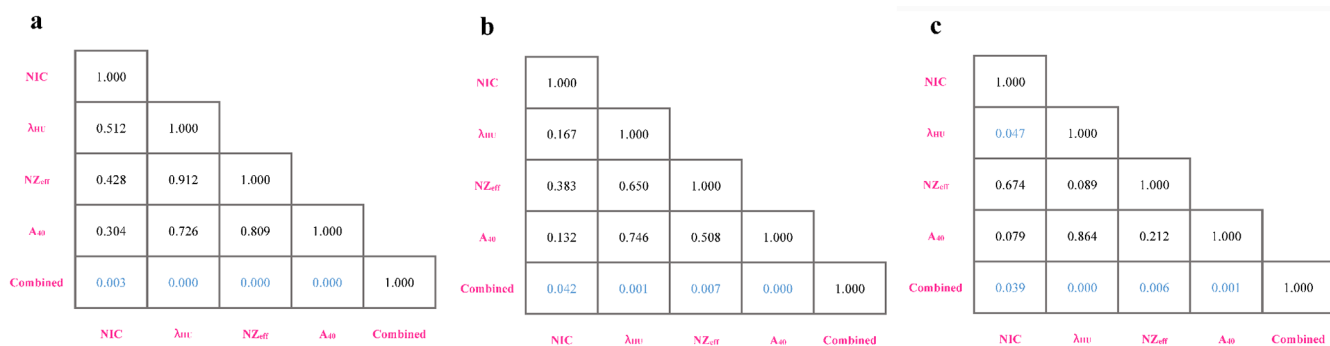 a
NIC 1.000
λHU 0.512 1.000
NZeff 0.428 0.912 1.000
A40 0.304 0.726 0.809 1.000
Combined 0.003 0.000 0.000 0.000 1.000
NIC λHU NZeff A40 Combined
b
NIC 1.000
λHU 0.167 1.000
NZeff 0.383 0.650 1.000
A40 0.132 0.746 0.508 1.000
Combined 0.042 0.001 0.007 0.000 1.000
NIC λHU NZeff A40 Combined
c
NIC 1.000
λHU 0.047 1.000
NZeff 0.674 0.089 1.000
A40 0.079 0.864 0.212 1.000
Combined 0.039 0.000 0.006 0.001 1.000
NIC λHU NZeff A40 Combined